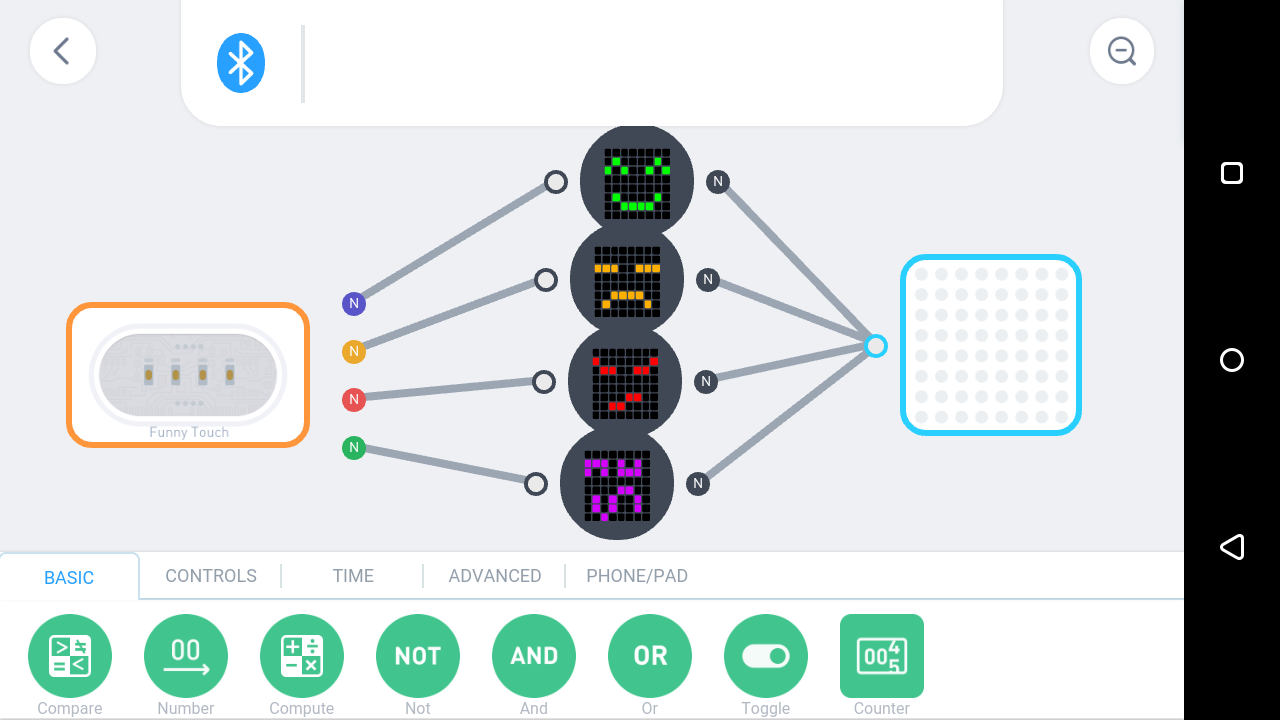 N
N
N
N
N
N
N
N
Funny Touch
BASIC
CONTROLS
TIME
ADVANCED
PHONE/PAD
00
NOT
AND
OR
0045
Compare
Number
Compute
Not
And
Or
Toggle
Counter